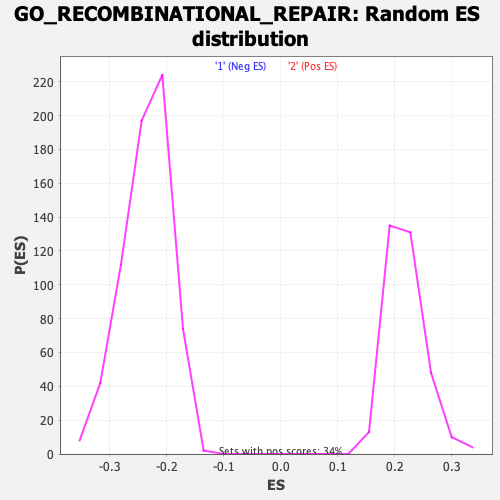 GO_RECOMBINATIONAL_REPAIR: Random ES
distribution
'1' (Neg ES) '2' (Pos ES)
220
200
180
160
140
120
100
80
60
40
20
0
P(ES)
Sets with pos scores: 34%
-0.3 -0.2 -0.1 0.0 0.1 0.2 0.3
ES